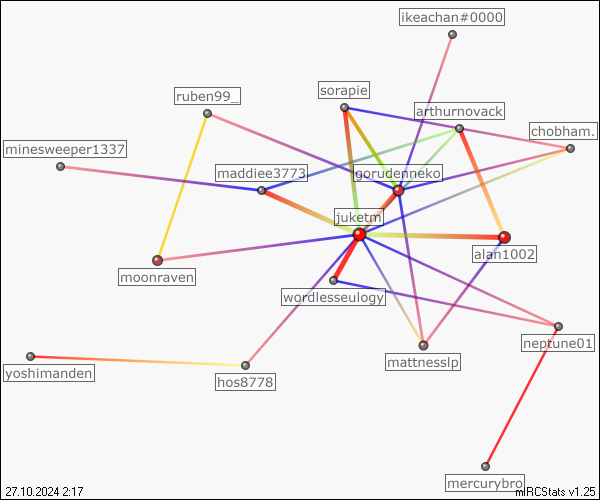 ikeachan#0000
sorapie
ruben99_
arthurnovack
chobham.
minesweeper1337
maddiee3773
gorudenneko
juketrn
alan1002
moonraven
wordlesseulogy
neptune01
mattnesslp
yoshimanden
hos8778
mercurybro
27.10.2024 2:17
mIRCStats v1.25